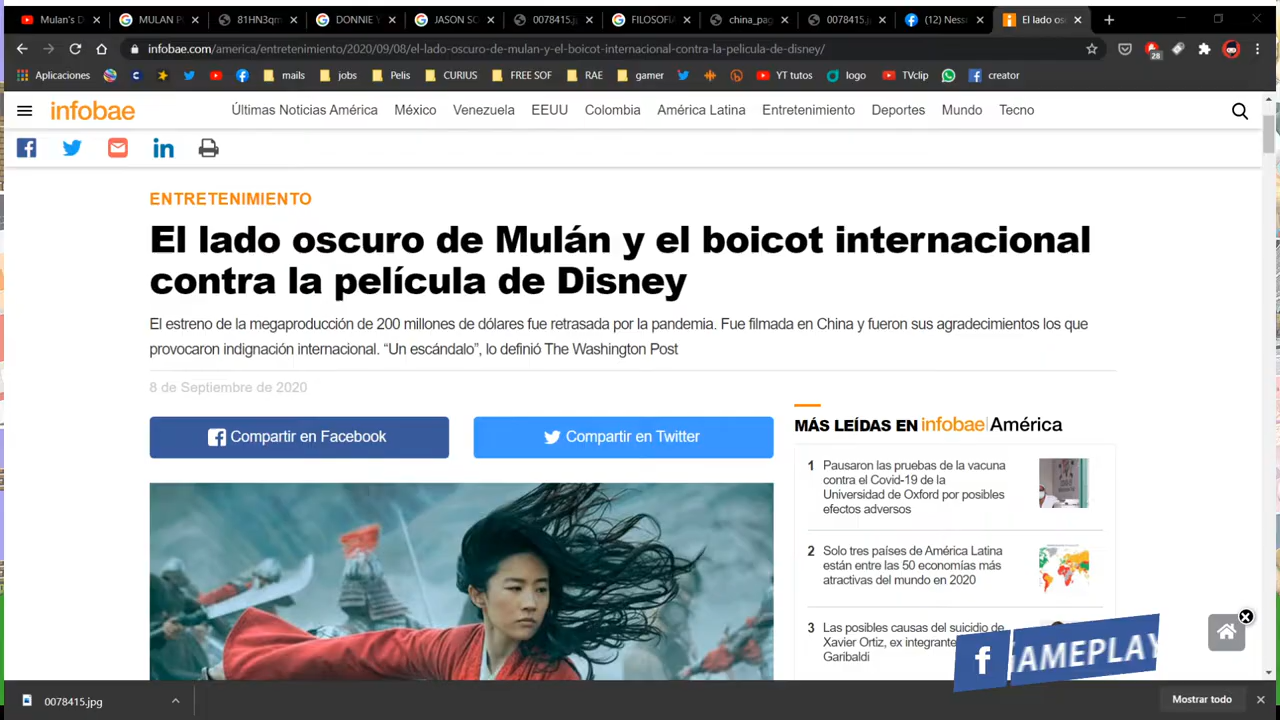 Mulan's D
MULAN P
81HN3qm
DONNIE Y
JASON SC
0078415.j
FILOSOFIA
china_pag
0078415.j
(12) Ness
El lado os
infobae.com/america/entretenimiento/2020/09/08/el-lado-oscuro-de-mulan-y-el-boicot-internacional-contra-la-pelicula-de-disney/
28
Aplicaciones
mails
jobs
Pelis
CURIUS
FREE SOF
RAE
gamer
YT tutos
logo
TVclip
creator
infobae
Últimas Noticias América
México
Venezuela
EEUU
Colombia
América Latina
Entretenimiento
Deportes
Mundo
Tecno
ENTRETENIMIENTO
El lado oscuro de Mulán y el boicot internacional
contra la película de Disney
El estreno de la megaproducción de 200 millones de dólares fue retrasada por la pandemia. Fue filmada en China y fueron sus agradecimientos los que
provocaron indignación internacional. “Un escándalo”, lo definió The Washington Post
8 de Septiembre de 2020
Compartir en Facebook
Compartir en Twitter
MÁS LEÍDAS EN infobae América
1 Pausaron las pruebas de la vacuna
contra el Covid-19 de la
Universidad de Oxford por posibles
efectos adversos
2 Solo tres países de América Latina
están entre las 50 economías más
atractivas del mundo en 2020
3 Las posibles causas del suicidio de
Xavier Ortiz, ex integrante
Garibaldi
GAMEPLAY
0078415.jpg
Mostrar todo